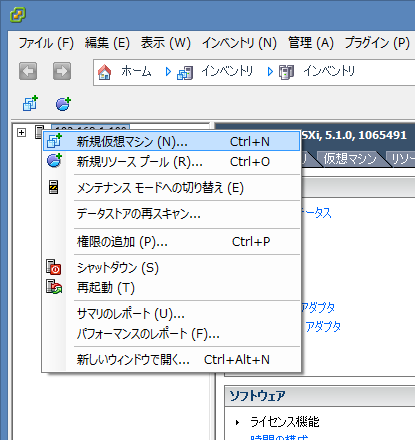 ファイル (F) 編集 (E) 表示 (W) インベントリ (N) 管理 (A) プラグイン (P)
ホーム インベントリ インベントリ
新規仮想マシン (N)... Ctrl+N
新規リソース プール (R)... Ctrl+O
メンテナンス モードへの切り替え (E)
データストアの再スキャン...
権限の追加 (P)... Ctrl+P
シャットダウン (S)
再起動 (T)
サマリのレポート (U)...
パフォーマンスのレポート (F)...
新しいウィンドウで開く... Ctrl+Alt+N
SXi, 5.1.0, 1065491
仮想マシン リソー
ータス
アダプタ
アダプタ
ソフトウェア
ライセンス機能
時間の構成